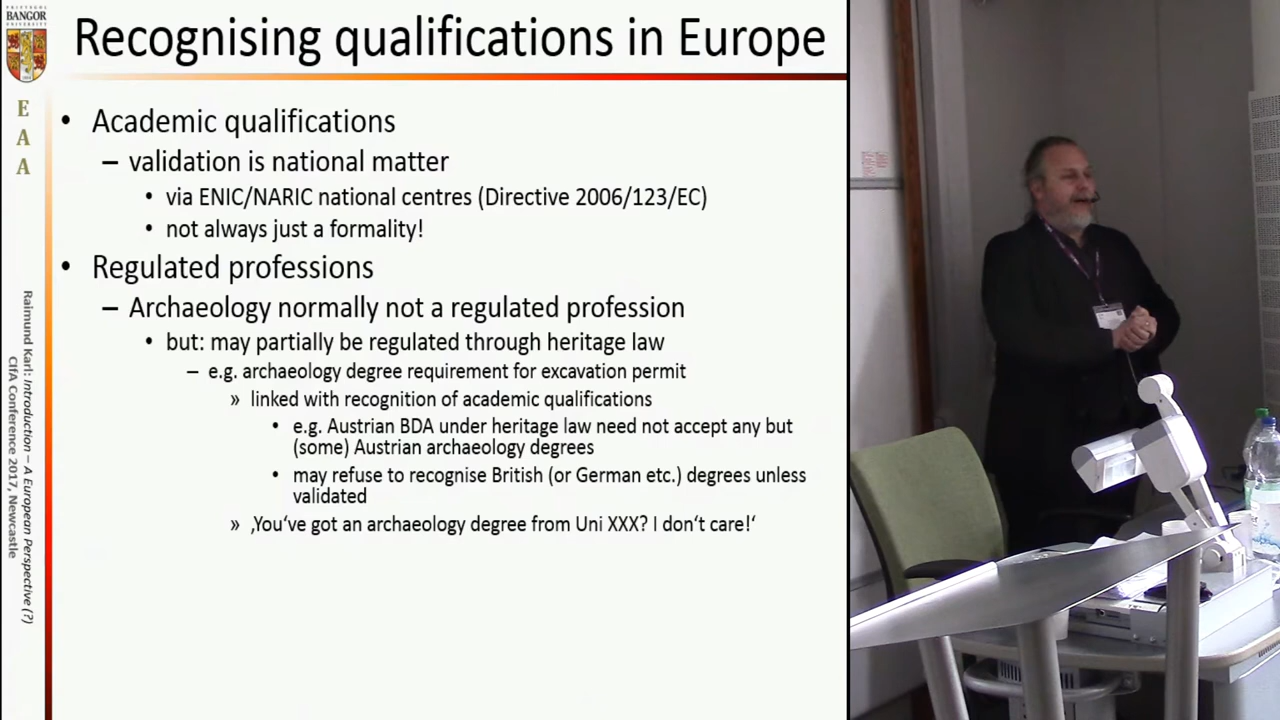 PRIFYSGOL
BANGOR
UNIVERSITY
E
A
A
Raimund Karl: Introduction – A European Perspective (?)
CIfA Conference 2017, Newcastle
Recognising qualifications in Europe
• Academic qualifications
– validation is national matter
• via ENIC/NARIC national centres (Directive 2006/123/EC)
• not always just a formality!
• Regulated professions
– Archaeology normally not a regulated profession
• but: may partially be regulated through heritage law
– e.g. archaeology degree requirement for excavation permit
» linked with recognition of academic qualifications
• e.g. Austrian BDA under heritage law need not accept any but
(some) Austrian archaeology degrees
• may refuse to recognise British (or German etc.) degrees unless
validated
» ‚You‘ve got an archaeology degree from Uni XXX? I don‘t care!‘